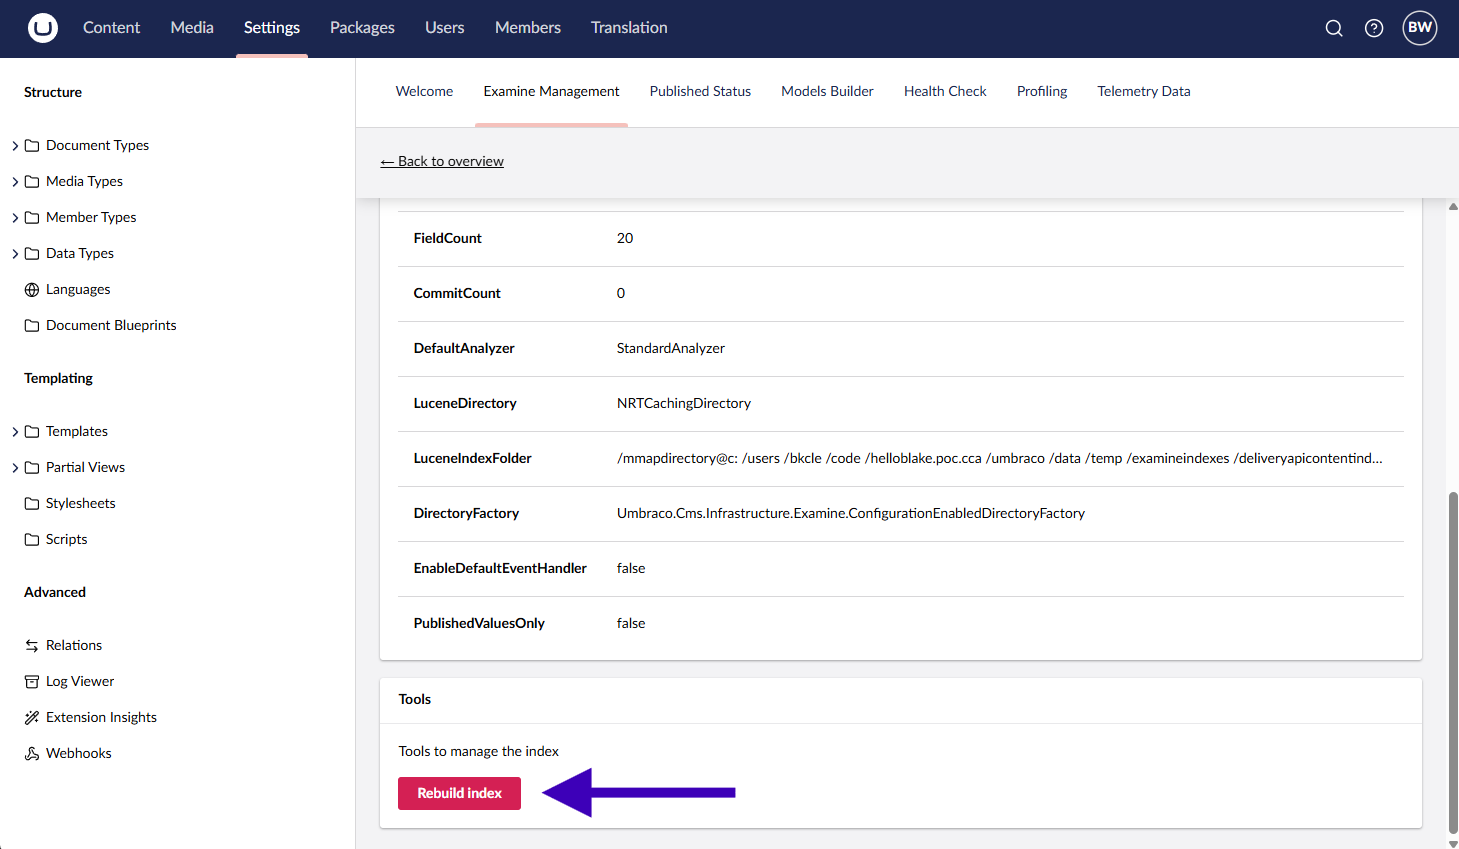 Content Media Settings Packages Users Members Translation BW
Structure
Document Types
Media Types
Member Types
Data Types
Languages
Document Blueprints
Templating
Templates
Partial Views
Stylesheets
Scripts
Advanced
Relations
Log Viewer
Extension Insights
Webhooks
Welcome Examine Management Published Status Models Builder Health Check Profiling Telemetry Data
← Back to overview
FieldCount 20
CommitCount 0
DefaultAnalyzer StandardAnalyzer
LuceneDirectory NRTCachingDirectory
LuceneIndexFolder /mmapdirectory@c: /users /bkcle /code /helloblake.poc.cca /umbraco /data /temp /examineindexes /deliveryapicontentind...
DirectoryFactory Umbraco.Cms.Infrastructure.Examine.ConfigurationEnabledDirectoryFactory
EnableDefaultEventHandler false
PublishedValuesOnly false
Tools
Tools to manage the index
Rebuild index